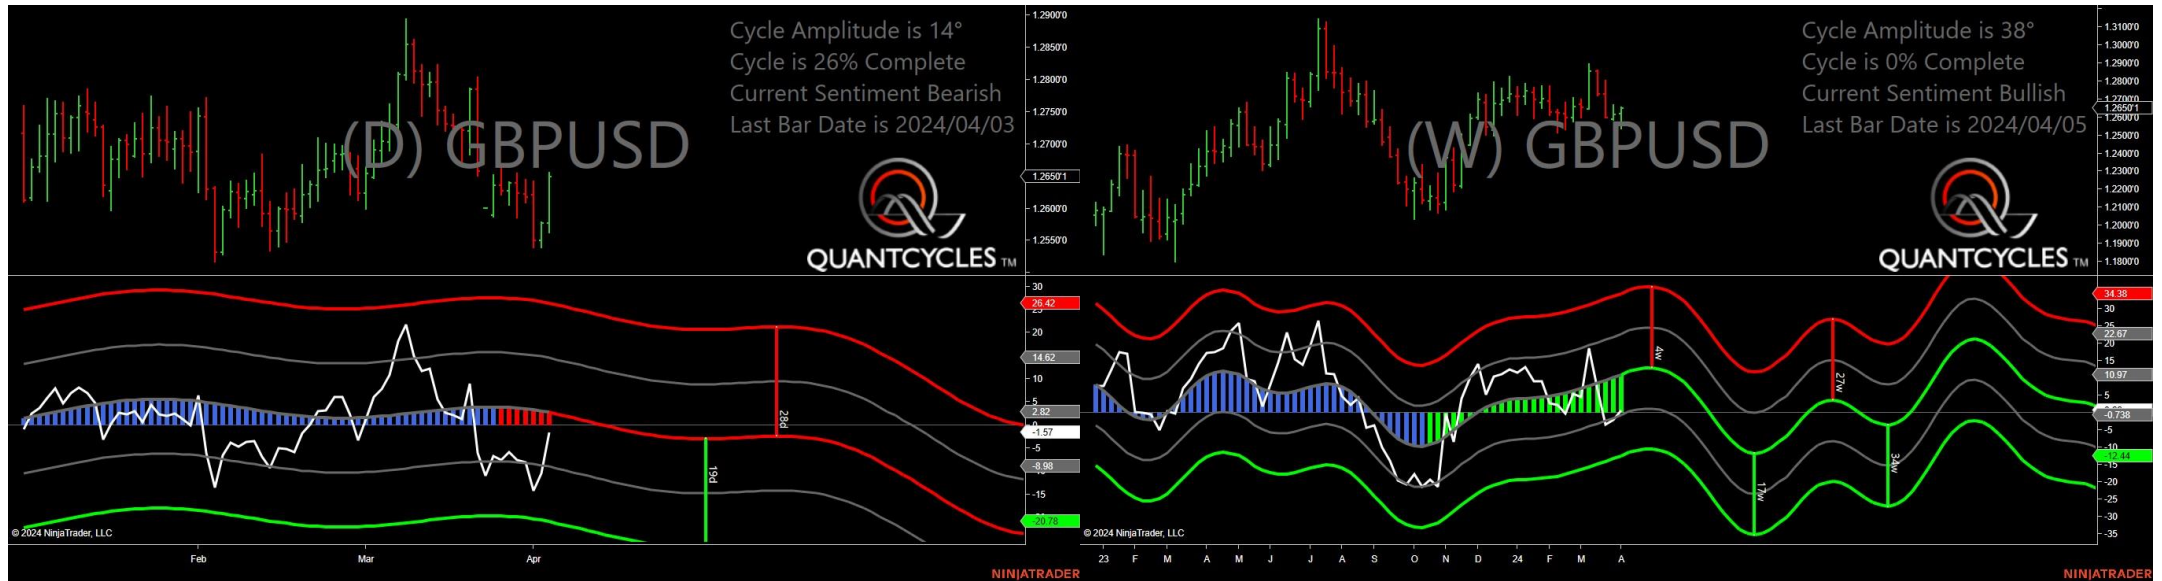 Cycle Amplitude is 14°
Cycle is 26% Complete
Current Sentiment Bearish
Last Bar Date is 2024/04/03
(D) GBPUSD
QUANTCYCLES TM
1.2900'0
1.2850'0
1.2800'0
1.2750'0
1.2700'0
1.2650'1
1.2600'0
1.2550'0
30
26.42
20
14.62
10
2.82
-1.57
-5
-8.98
-15
-20.78
28d
19d
© 2024 NinjaTrader, LLC
Feb Mar Apr
NINJATRADER
Cycle Amplitude is 38°
Cycle is 0% Complete
Current Sentiment Bullish
Last Bar Date is 2024/04/05
(W) GBPUSD
QUANTCYCLES TM
1.3100'0
1.3000'0
1.2900'0
1.2800'0
1.2700'0
1.2650'1
1.2600'0
1.2500'0
1.2400'0
1.2300'0
1.2200'0
1.2100'0
1.2000'0
1.1900'0
1.1800'0
34.38
30
22.67
20
15
10.97
5
-0.738
-5
-10
-12.44
-15
-20
-25
-30
-35
4w
27w
17w
34w
© 2024 NinjaTrader, LLC
23 F M A M J J A S O N D 24 F M A
NINJATRADER